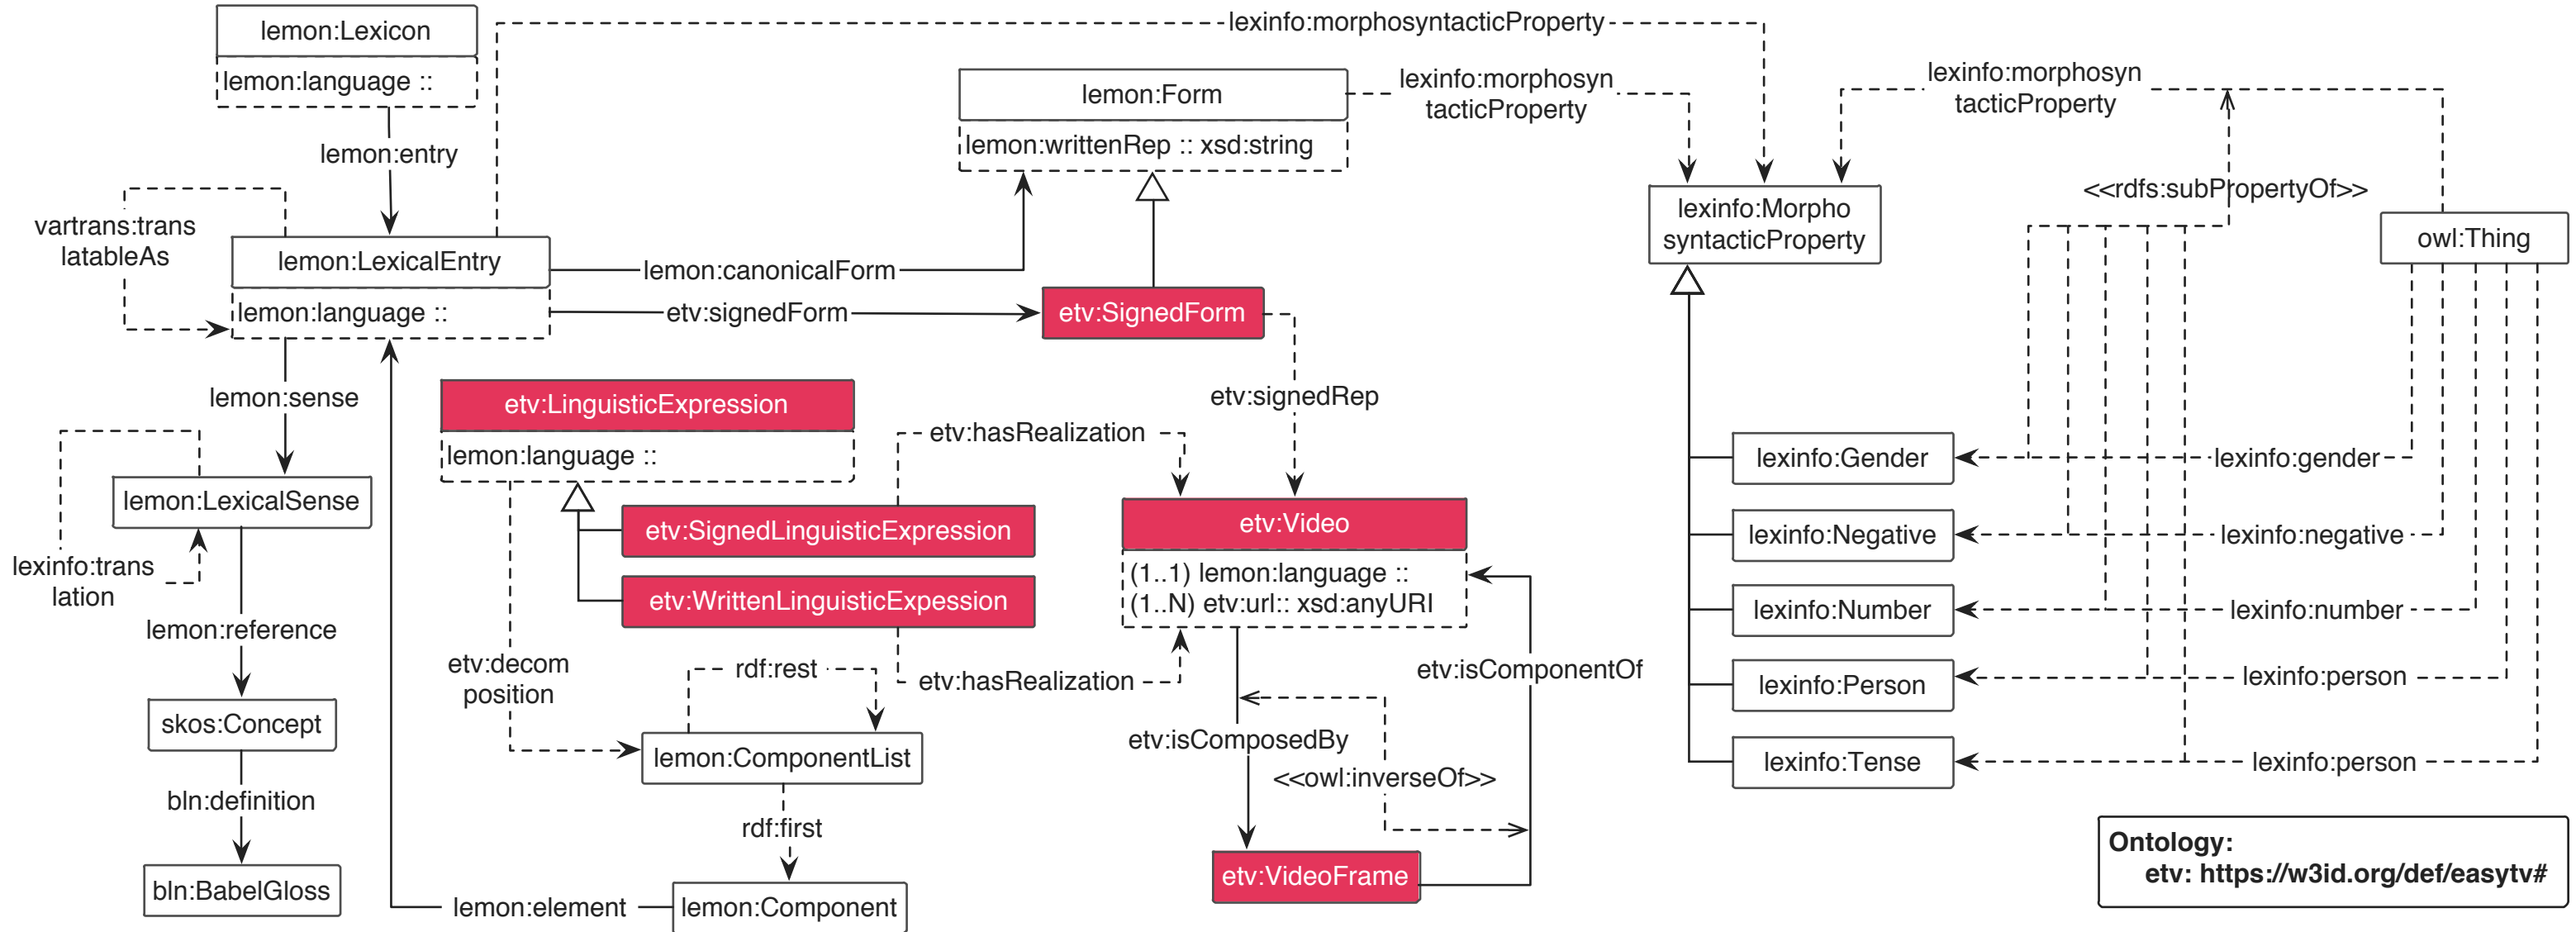 lemon:Lexicon
lemon:language ::
lemon:entry
lexinfo:morphosyntacticProperty
lemon:Form
lemon:writtenRep :: xsd:string
lexinfo:morphosyn
tacticProperty
lexinfo:morphosyn
tacticProperty
<<rdfs:subPropertyOf>>
vartrans:trans
latableAs
lemon:LexicalEntry
lemon:language ::
lemon:canonicalForm
etv:signedForm
etv:SignedForm
lexinfo:Morpho
syntacticProperty
owl:Thing
lemon:sense
etv:LinguisticExpression
lemon:language ::
etv:signedRep
etv:hasRealization
lemon:LexicalSense
lexinfo:trans
lation
etv:SignedLinguisticExpression
etv:WrittenLinguisticExpession
etv:Video
(1..1) lemon:language ::
(1..N) etv:url:: xsd:anyURI
lexinfo:Gender
lexinfo:gender
lexinfo:Negative
lexinfo:negative
lexinfo:Number
lexinfo:number
lexinfo:Person
lexinfo:person
lexinfo:Tense
lexinfo:person
lemon:reference
etv:decom
position
rdf:rest
etv:hasRealization
etv:isComponentOf
skos:Concept
lemon:ComponentList
etv:isComposedBy
<<owl:inverseOf>>
bln:definition
rdf:first
bln:BabelGloss
lemon:element
lemon:Component
etv:VideoFrame
Ontology:
etv: https://w3id.org/def/easytv#